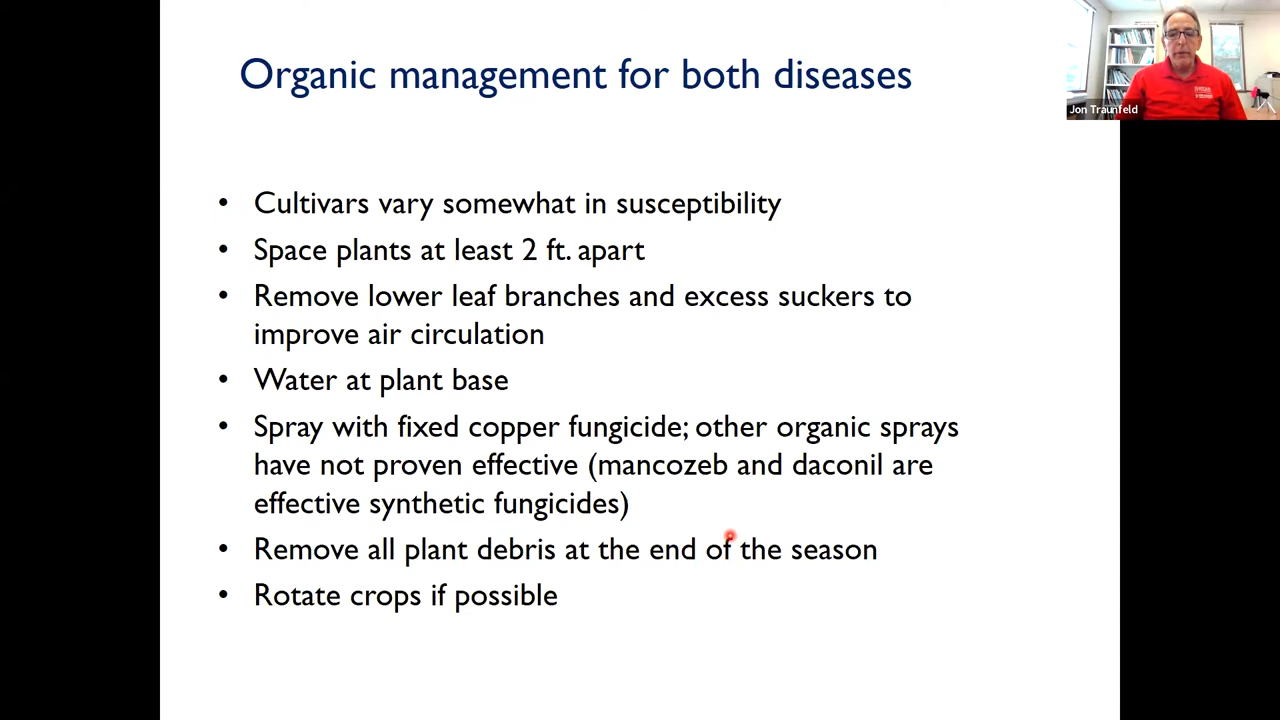 Organic management for both diseases
Jon Traunfeld
• Cultivars vary somewhat in susceptibility
• Space plants at least 2 ft. apart
• Remove lower leaf branches and excess suckers to
improve air circulation
• Water at plant base
• Spray with fixed copper fungicide; other organic sprays
have not proven effective (mancozeb and daconil are
effective synthetic fungicides)
• Remove all plant debris at the end of the season
• Rotate crops if possible